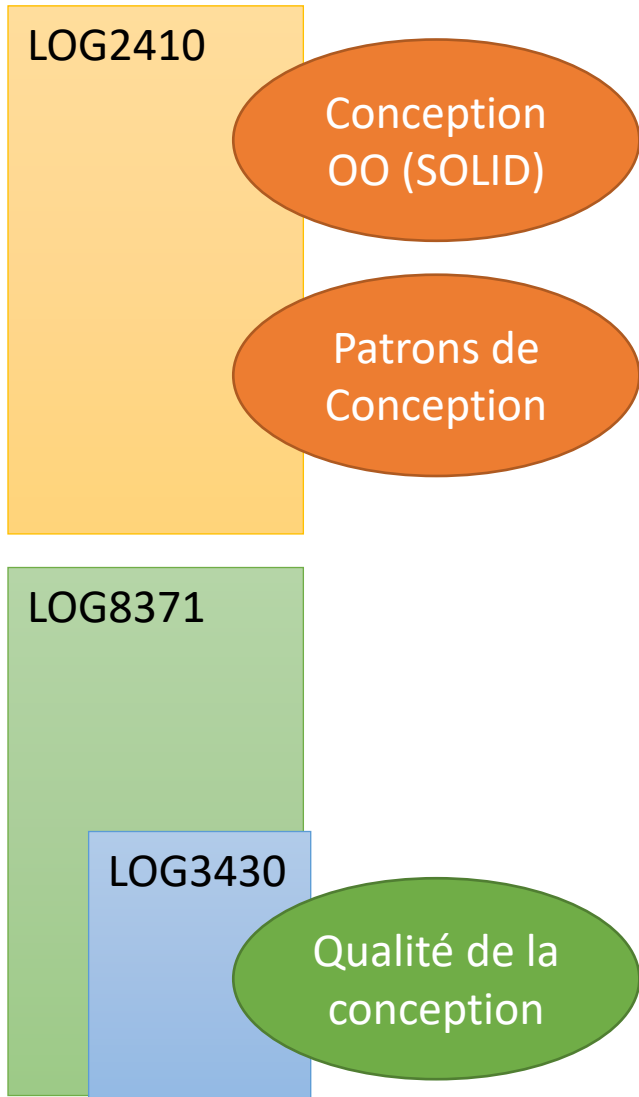 LOG2410
Conception
OO (SOLID)
Patrons de
Conception
LOG8371
LOG3430
Qualité de la
conception